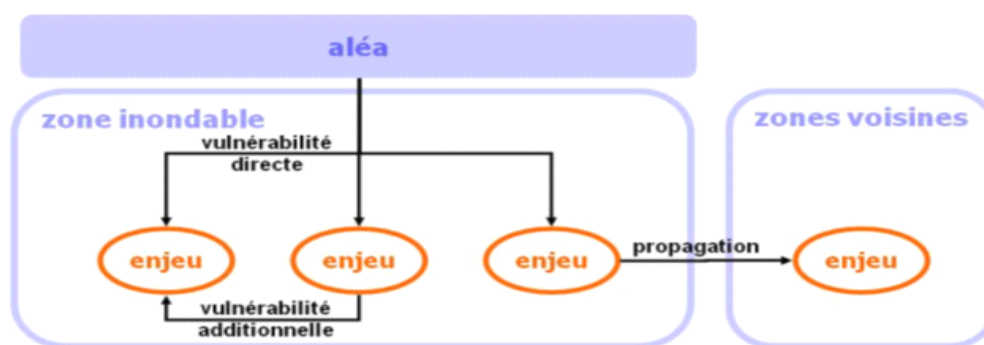 aléa
zone inondable
zones voisines
vulnérabilité
directe
enjeu
enjeu
enjeu
propagation
enjeu
vulnérabilité
additionnelle